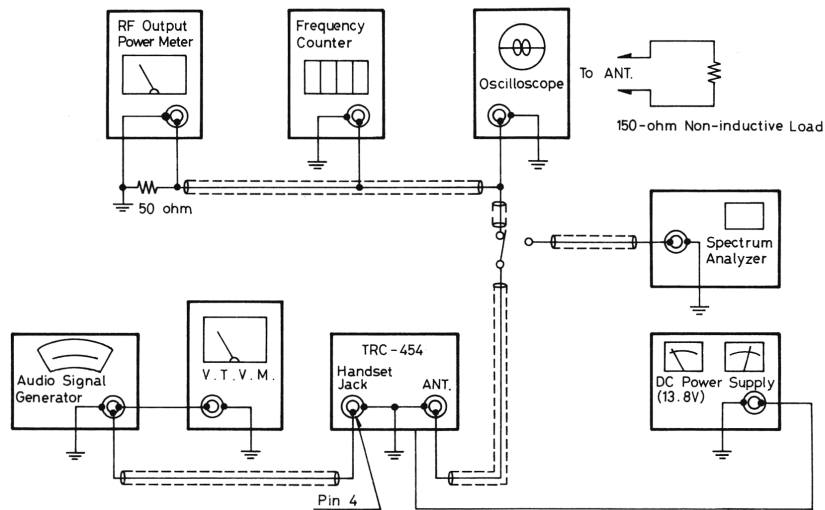 RF Output
Power Meter
Frequency
Counter
Oscilloscope
To ANT.
150-ohm Non-inductive Load
50 ohm
Spectrum
Analyzer
Audio Signal
Generator
V.T.V.M.
TRC-454
Handset
Jack
ANT.
DC Power Supply
(13.8V)
Pin 4